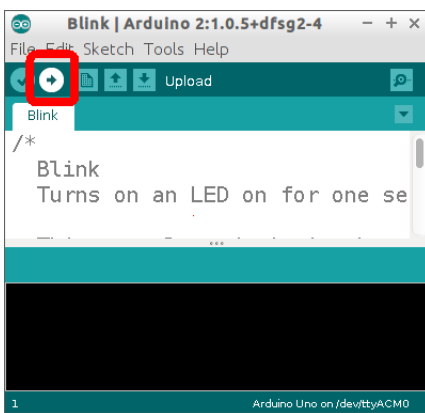 Blink | Arduino 2:1.0.5+dfsg2-4
File Edit Sketch Tools Help
Upload
Blink
/*
Blink
Turns on an LED on for one se
1
Arduino Uno on /dev/ttyACM0